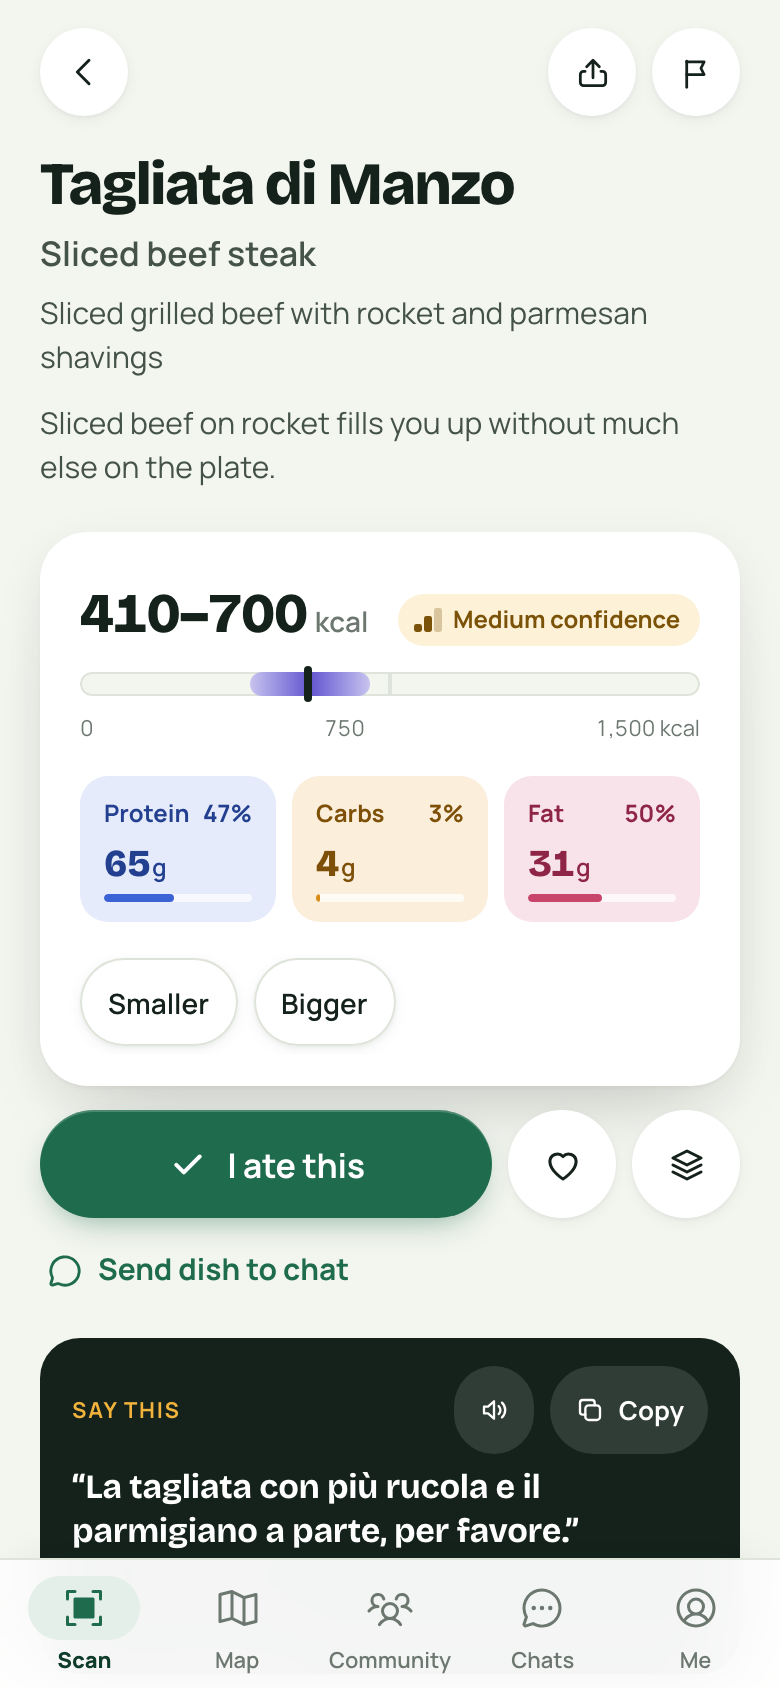 Tagliata di Manzo
Sliced beef steak
Sliced grilled beef with rocket and parmesan
shavings
Sliced beef on rocket fills you up without much
else on the plate.
410–700 kcal
Medium confidence
0
750
1,500 kcal
Protein 47%
65g
Carbs 3%
4g
Fat 50%
31g
Smaller
Bigger
I ate this
Send dish to chat
SAY THIS
Copy
“La tagliata con più rucola e il
parmigiano a parte, per favore.”
Scan
Map
Community
Chats
Me